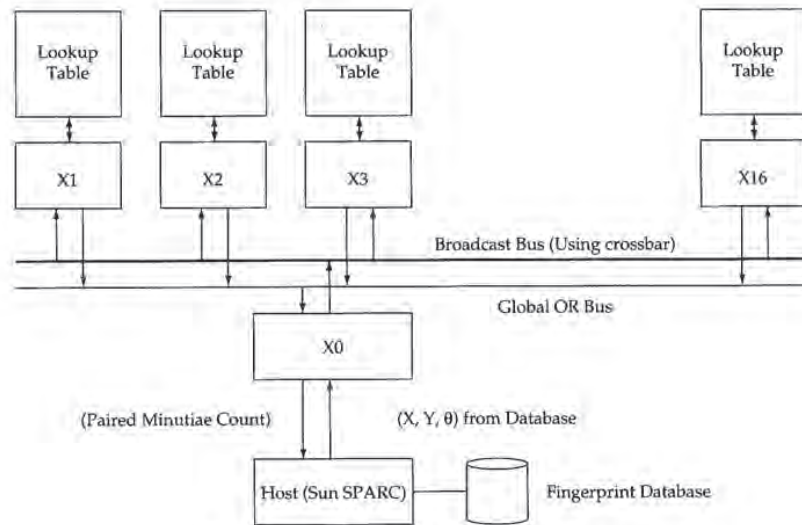 Lookup
Table
Lookup
Table
Lookup
Table
Lookup
Table
X1
X2
X3
X16
Broadcast Bus (Using crossbar)
Global OR Bus
X0
(Paired Minutiae Count)
(X, Y, θ) from Database
Host (Sun SPARC)
Fingerprint Database